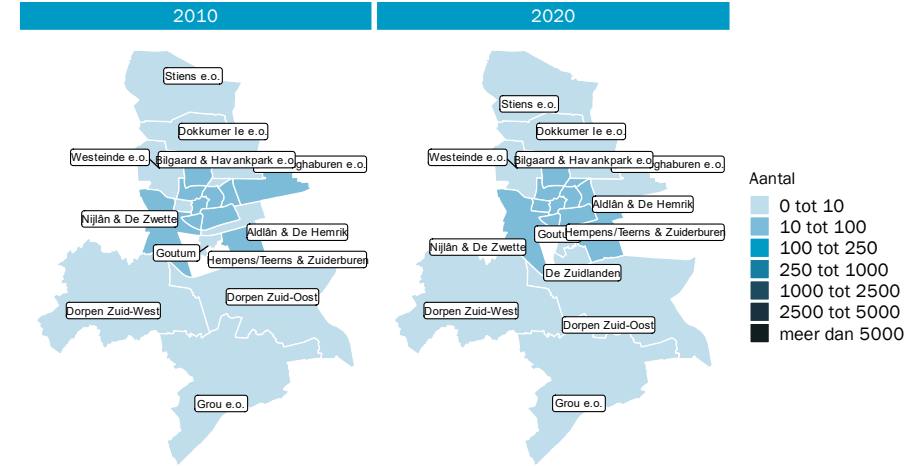 2010
2020
Stiens e.o.
Dokkumer Ie e.o.
Westeinde e.o.
Bilgaard & Havankpark e.o.
ghaburen e.o.
Nijlân & De Zwette
Aldlân & De Hemrik
Goutum
Hempens/Teerns & Zuiderburen
Dorpen Zuid-Oost
Dorpen Zuid-West
Grou e.o.
Stiens e.o.
Dokkumer Ie e.o.
Westeinde e.o.
Bilgaard & Havankpark e.o.
ghaburen e.o.
Aldlân & De Hemrik
Goutu
Hempens/Teerns & Zuiderburen
Nijlân & De Zwette
De Zuidlanden
Dorpen Zuid-West
Dorpen Zuid-Oost
Grou e.o.
Aantal
0 tot 10
10 tot 100
100 tot 250
250 tot 1000
1000 tot 2500
2500 tot 5000
meer dan 5000